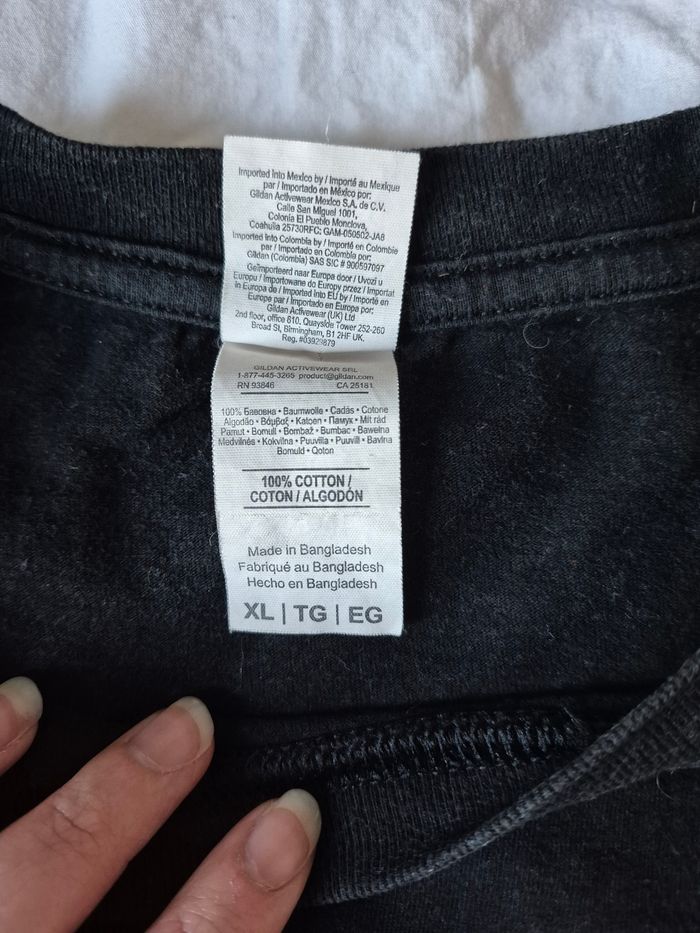 Imported into Mexico by / Importé au Mexique
par / Importado en México por:
Gildan Activewear Mexico S.A. de C.V.
Calle San Miguel 1001,
Colonia El Pueblo Monclova,
Coahuila 25730RFC: GAM-050502-JA8
Imported into Colombia by / Importé en Colombie
par / Importado en Colombia por:
Gildan (Colombia) SAS SIC # 900597097
Geïmporteerd naar Europa door / Uvozi u
Europu / Importowane do Europy przez / Importat
în Europa de / Imported into EU by / Importé en
Europe par / Importado en Europa por:
Gildan Activewear (UK) Ltd
2nd floor, office 610, Quayside Tower 252-260
Broad St, Birmingham, B1 2HF UK,
Reg. #03929879
GILDAN ACTIVEWEAR SRL
1-877-445-3265 product@gildan.com
RN 93846 CA 25181
100% Бавовна • Baumwolle • Cadás • Cotone
Algodão • Βάμβαξ • Katoen • Памук • Mit rád
Pamut • Bomull • Bombaž • Bumbac • Bawełna
Medvilnės • Kokvilna • Puuvilla • Puuvill • Bavlna
Bomuld • Qoton
100% COTTON /
COTON / ALGODÓN
Made in Bangladesh
Fabriqué au Bangladesh
Hecho en Bangladesh
XL | TG | EG